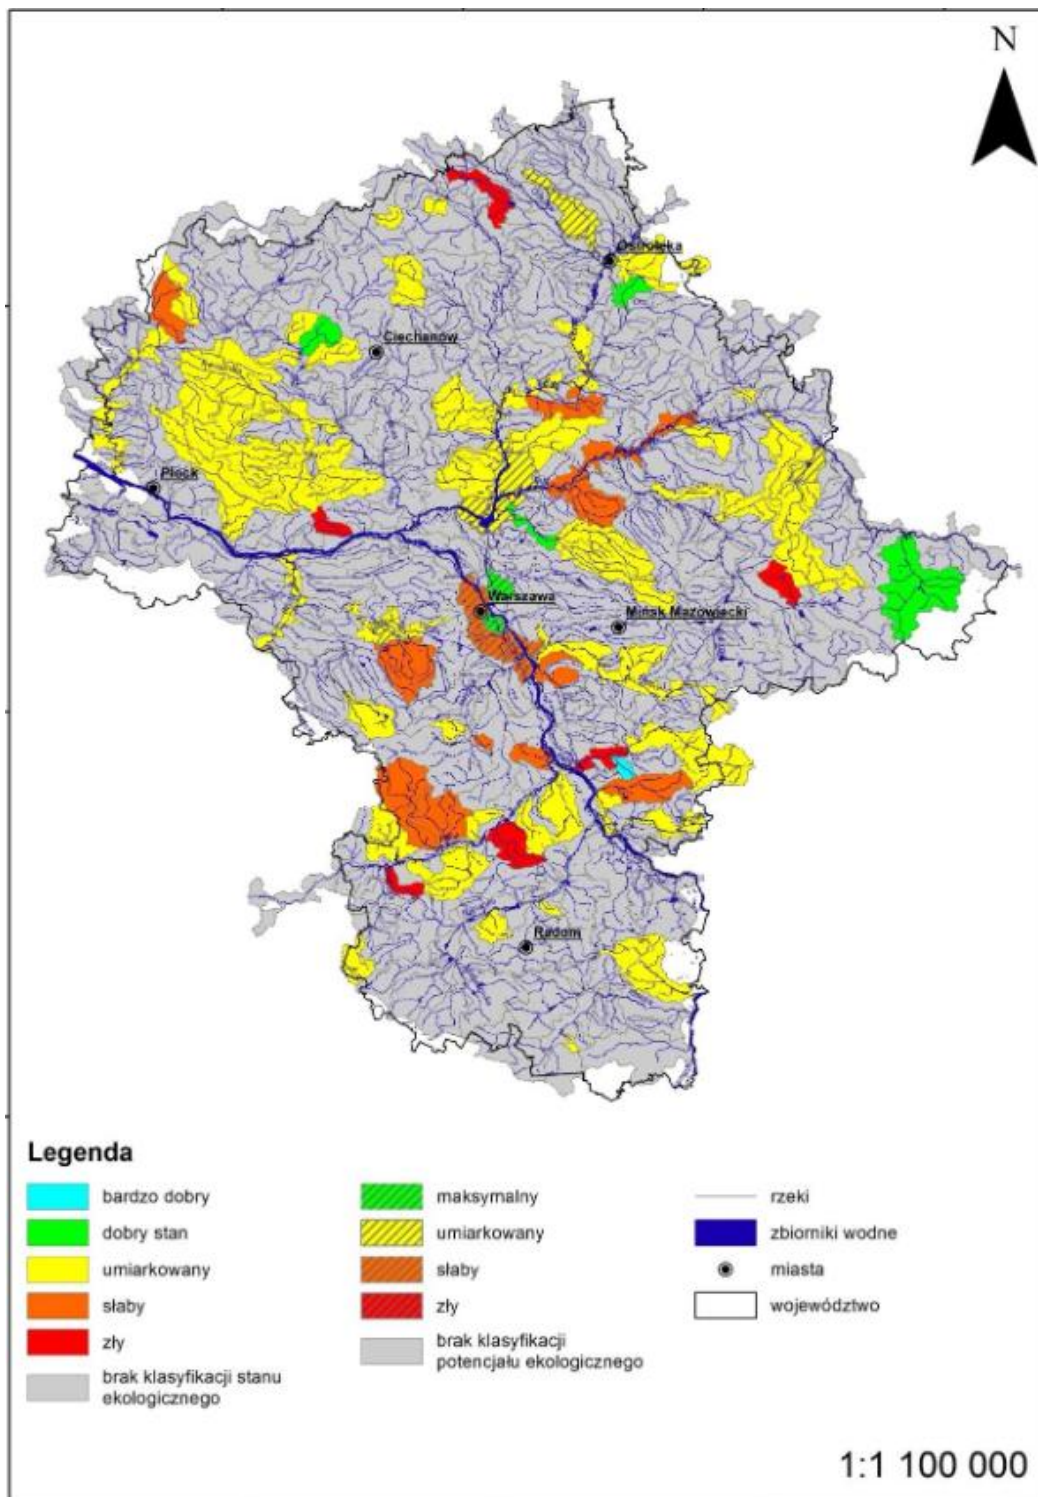 N
Ostrołęka
Ciechanów
Płock
Warszawa
Mińsk Mazowiecki
Radom
Legenda
bardzo dobry
dobry stan
umiarkowany
słaby
zły
brak klasyfikacji stanu
ekologicznego
maksymalny
umiarkowany
słaby
zły
brak klasyfikacji
potencjału ekologicznego
rzeki
zbiorniki wodne
miasta
województwo
1:1 100 000